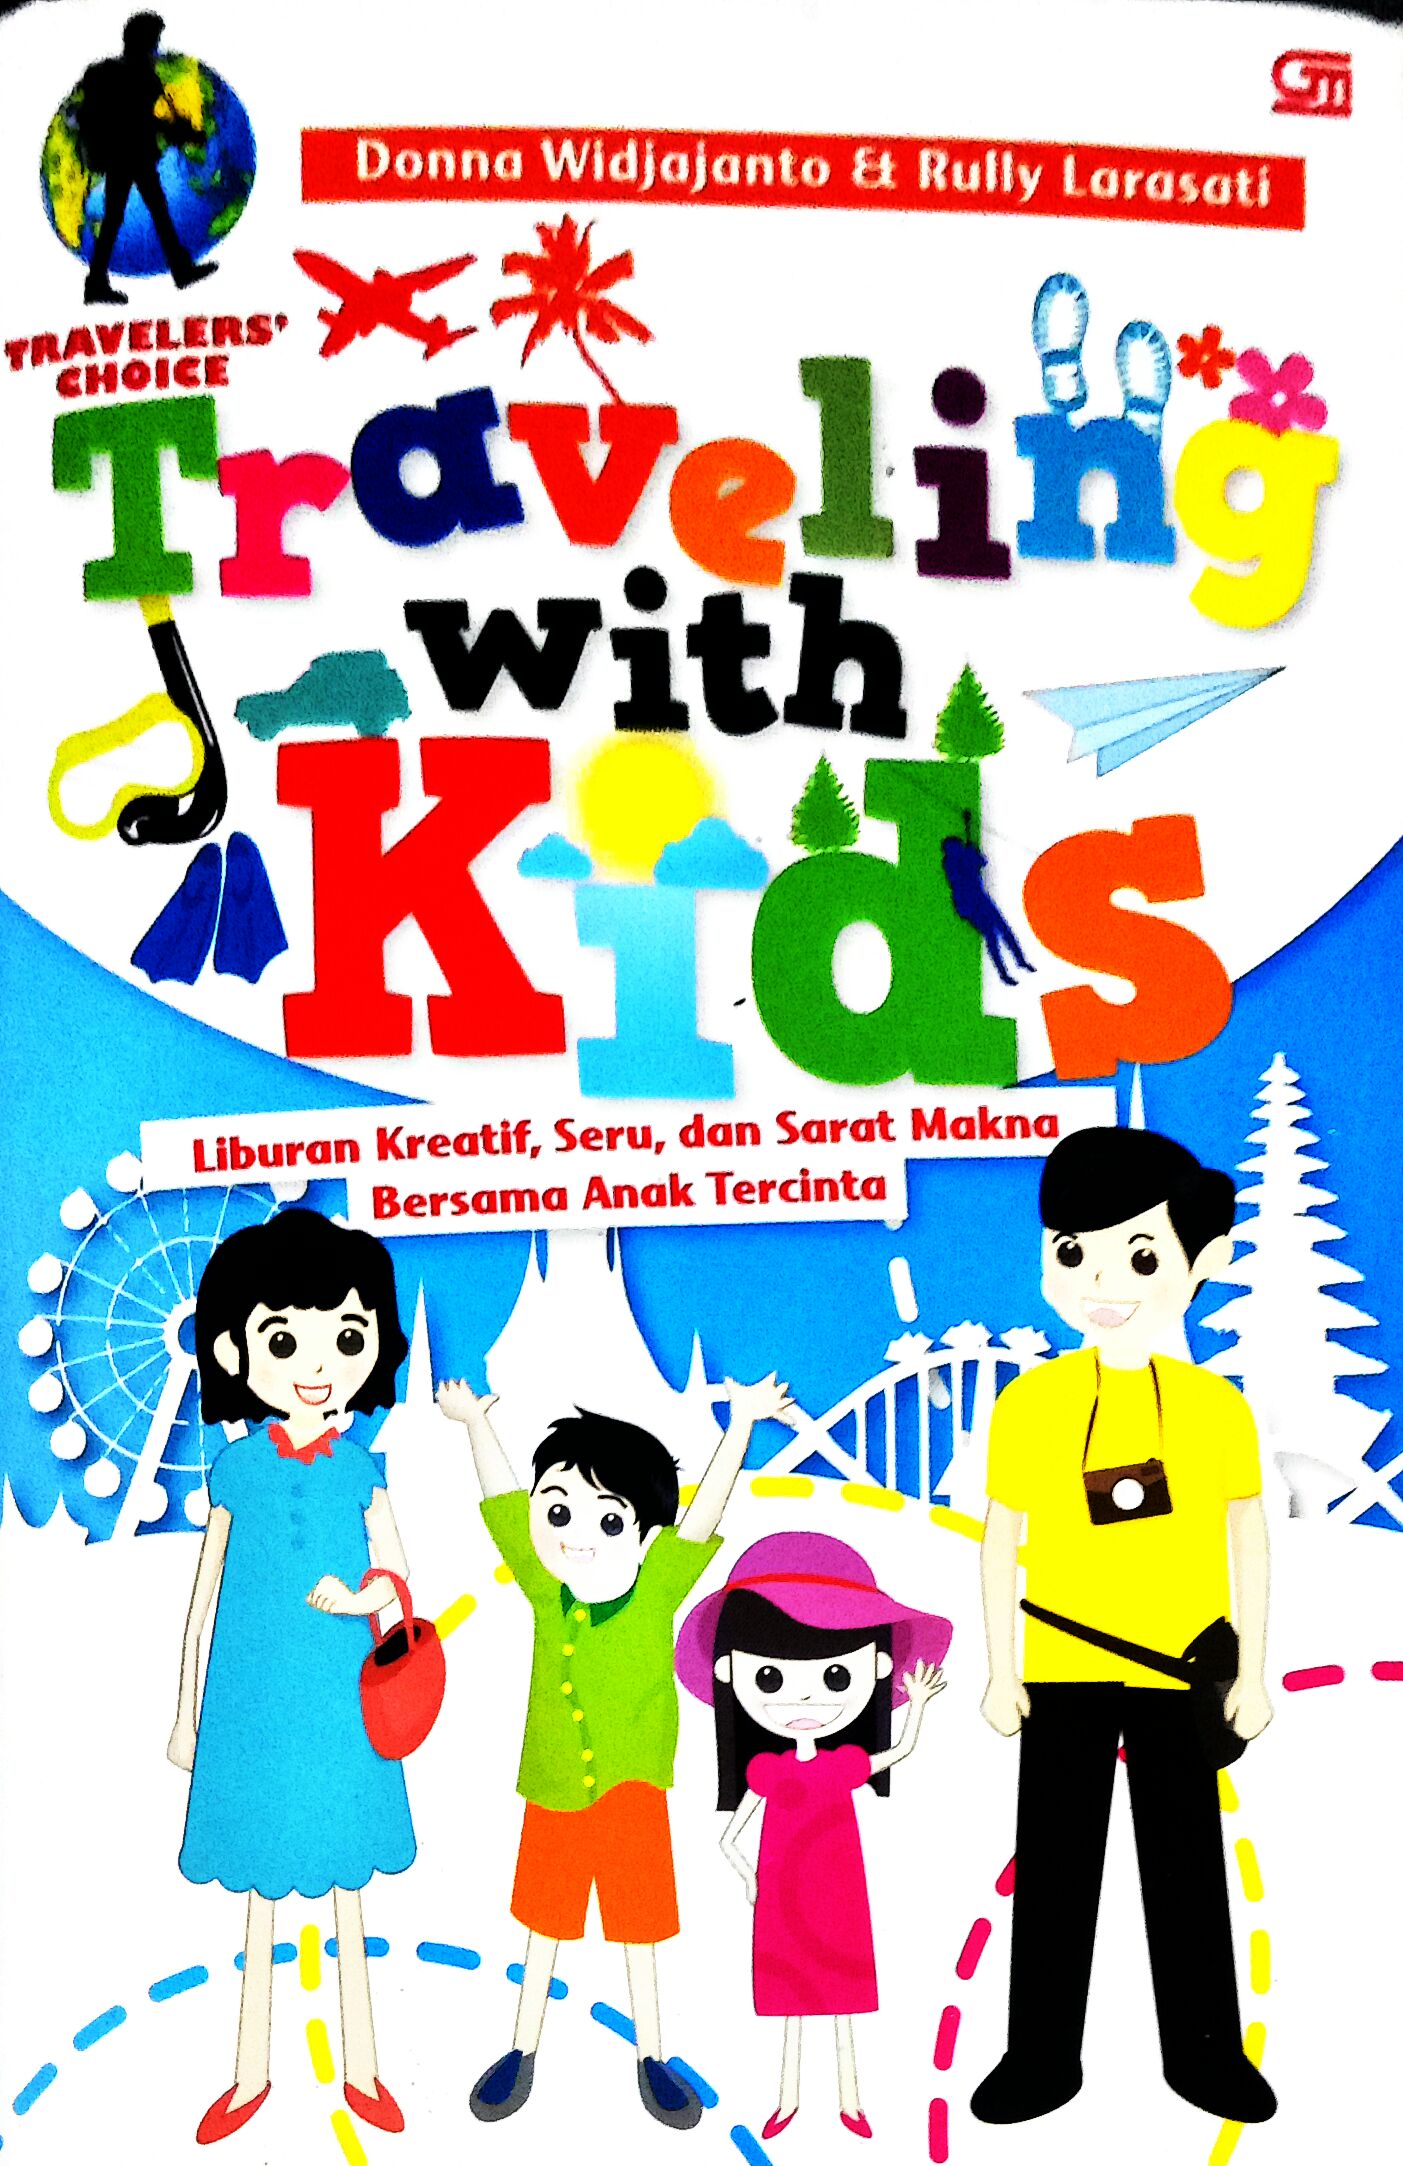 Donna Widjajanto & Rully Larasati
TRAVELERS'
CHOICE
Traveling
with
Kids
Liburan Kreatif, Seru, dan Sarat Makna
Bersama Anak Tercinta